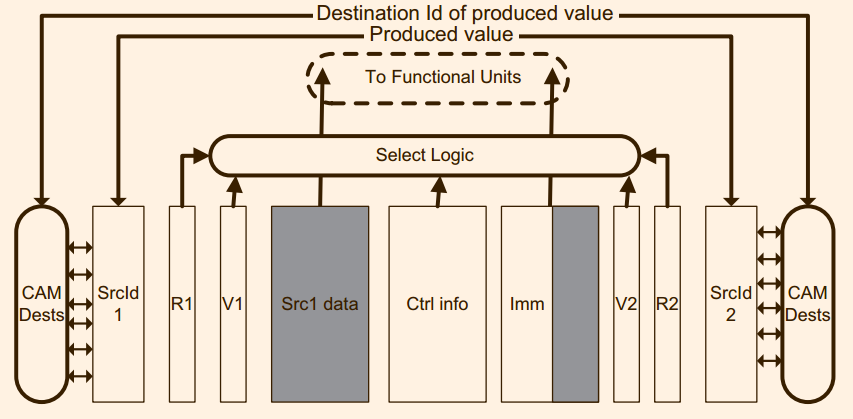 Destination Id of produced value
Produced value
To Functional Units
Select Logic
CAM
Dests
SrcId
1
R1
V1
Src1 data
Ctrl info
Imm
V2
R2
SrcId
2
CAM
Dests